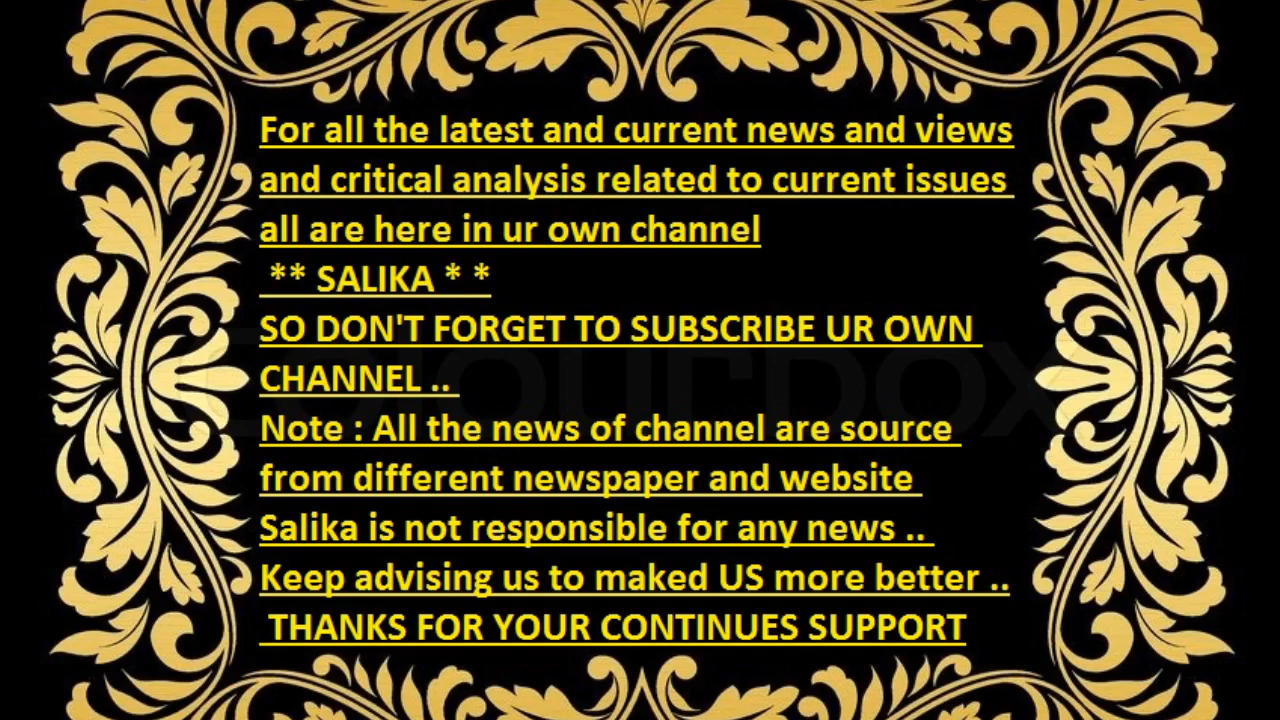 For all the latest and current news and views
and critical analysis related to current issues
all are here in ur own channel
** SALIKA * *
SO DON'T FORGET TO SUBSCRIBE UR OWN
CHANNEL ..
Note : All the news of channel are source
from different newspaper and website
Salika is not responsible for any news ..
Keep advising us to maked US more better ..
THANKS FOR YOUR CONTINUES SUPPORT
colourbox